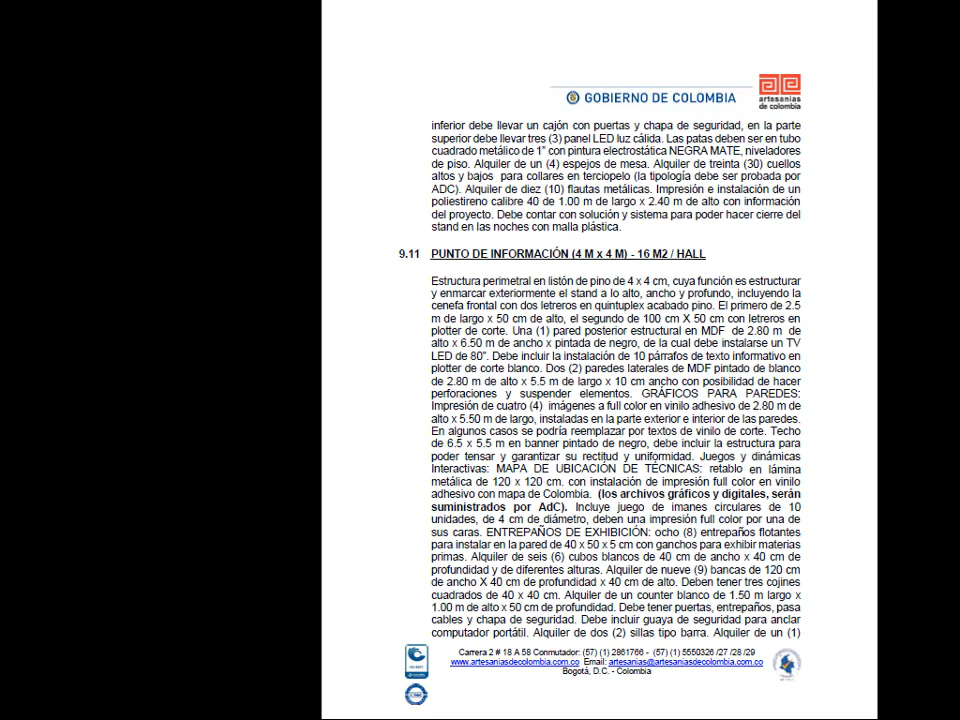 GOBIERNO DE COLOMBIA
artesanías
de colombia
inferior debe llevar un cajón con puertas y chapa de seguridad, en la parte
superior debe llevar tres (3) panel LED luz cálida. Las patas deben ser en tubo
cuadrado metálico de 1" con pintura electrostática NEGRA MATE, niveladores
de piso. Alquiler de un (4) espejos de mesa. Alquiler de treinta (30) cuellos
altos y bajos para collares en terciopelo (la tipología debe ser probada por
ADC). Alquiler de diez (10) flautas metálicas. Impresión e instalación de un
poliestireno calibre 40 de 1.00 m de largo x 2.40 m de alto con información
del proyecto. Debe contar con solución y sistema para poder hacer cierre del
stand en las noches con malla plástica.
9.11 PUNTO DE INFORMACIÓN (4 M x 4 M) - 16 M2 / HALL
Estructura perimetral en listón de pino de 4 x 4 cm, cuya función es estructurar
y enmarcar exteriormente el stand a lo alto, ancho y profundo, incluyendo la
cenefa frontal con dos letreros en quintuplex acabado pino. El primero de 2.5
m de largo x 50 cm de alto, el segundo de 100 cm X 50 cm con letreros en
plotter de corte. Una (1) pared posterior estructural en MDF de 2.80 m de
alto x 6.50 m de ancho x pintada de negro, de la cual debe instalarse un TV
LED de 80". Debe incluir la instalación de 10 párrafos de texto informativo en
plotter de corte blanco. Dos (2) paredes laterales de MDF pintado de blanco
de 2.80 m de alto x 5.5 m de largo x 10 cm ancho con posibilidad de hacer
perforaciones y suspender elementos. GRÁFICOS PARA PAREDES:
Impresión de cuatro (4) imágenes a full color en vinilo adhesivo de 2.80 m de
alto x 5.50 m de largo, instaladas en la parte exterior e interior de las paredes.
En algunos casos se podría reemplazar por textos de vinilo de corte. Techo
de 6.5 x 5.5 m en banner pintado de negro, debe incluir la estructura para
poder tensar y garantizar su rectitud y uniformidad. Juegos y dinámicas
Interactivas: MAPA DE UBICACIÓN DE TÉCNICAS: retablo en lámina
metálica de 120 x 120 cm. con instalación de impresión full color en vinilo
adhesivo con mapa de Colombia. (los archivos gráficos y digitales, serán
suministrados por AdC). Incluye juego de imanes circulares de 10
unidades, de 4 cm de diámetro, deben una impresión full color por una de
sus caras. ENTREPAÑOS DE EXHIBICIÓN: ocho (8) entrepaños flotantes
para instalar en la pared de 40 x 50 x 5 cm con ganchos para exhibir materias
primas. Alquiler de seis (6) cubos blancos de 40 cm de ancho x 40 cm de
profundidad y de diferentes alturas. Alquiler de nueve (9) bancas de 120 cm
de ancho X 40 cm de profundidad x 40 cm de alto. Deben tener tres cojines
cuadrados de 40 x 40 cm. Alquiler de un counter blanco de 1.50 m largo x
1.00 m de alto x 50 cm de profundidad. Debe tener puertas, entrepaños, pasa
cables y chapa de seguridad. Debe incluir guaya de seguridad para anclar
computador portátil. Alquiler de dos (2) sillas tipo barra. Alquiler de un (1)
Carrera 2 # 18 A 58 Conmutador: (57) (1) 2861766 - (57) (1) 5550326 /27 /28 /29
www.artesaniasdecolombia.com.co Email: artesanias@artesaniasdecolombia.com.co
Bogotá, D.C. - Colombia